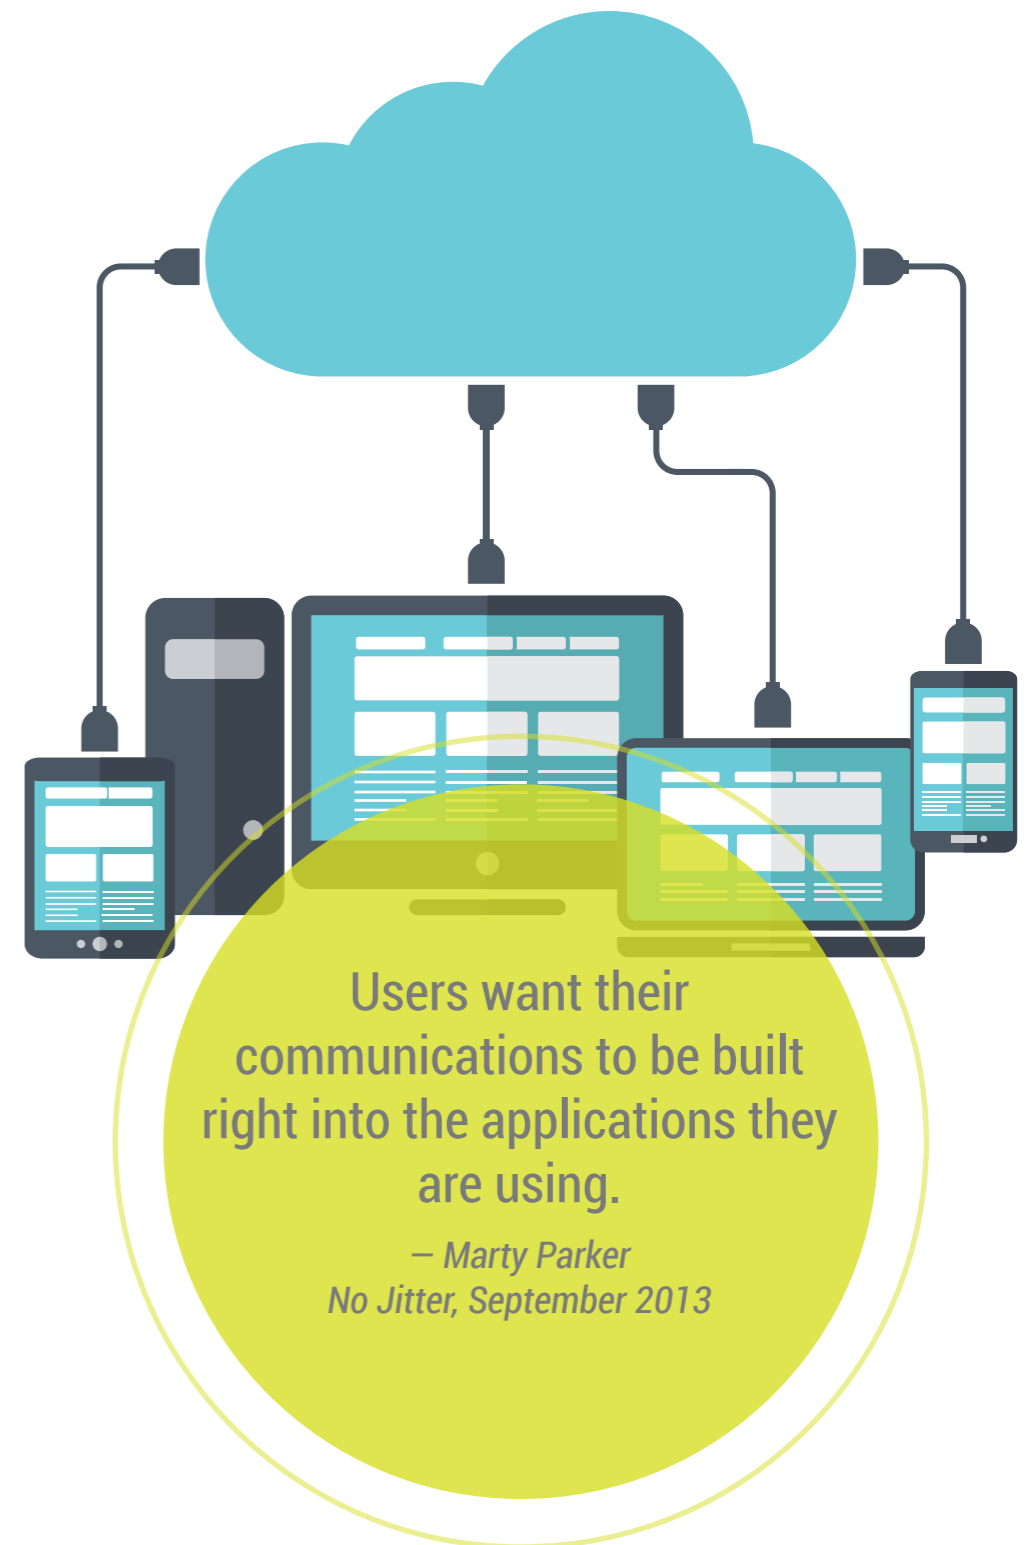 Users want their
communications to be built
right into the applications they
are using.
— Marty Parker
No Jitter, September 2013